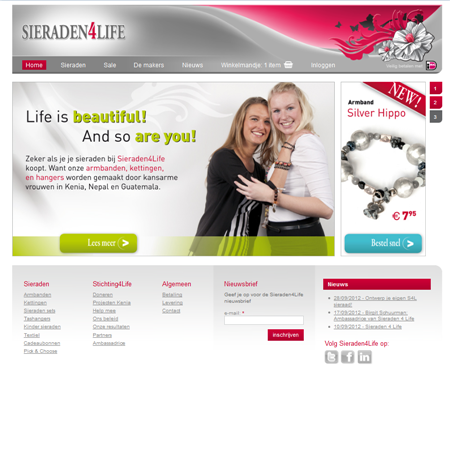 SIERADEN4LIFE
Home Sieraden Sale De makers Nieuws Winkelmandje: 1 item Inloggen
Life is beautiful!
And so are you!
Zeker als je je sieraden bij Sieraden4Life
koopt. Want onze armbanden, kettingen,
en hangers worden gemaakt door kansarme
vrouwen in Kenia, Nepal en Guatemala.
Lees meer >
NEW!
Armband
Silver Hippo
€ 7.95
Bestel snel >
1
2
3
Sieraden
Armbanden
Kettingen
Sieraden sets
Tashangers
Kinder sieraden
Textiel
Cadeaubonnen
Pick & Choose
Stichting4Life
Doneren
Projecten Kenia
Help mee
Ons beleid
Onze resultaten
Partners
Ambassadrice
Algemeen
Betaling
Levering
Contact
Nieuwsbrief
Geef je op voor de Sieraden4Life
nieuwsbrief
e-mail: *
inschrijven
Nieuws
28/09/2012 - Ontwerp je eigen S4L
sieraad!
17/09/2012 - Birgit Schuurman:
Ambassadrice van Sieraden 4 Life
10/09/2012 - Sieraden 4 Life
Volg Sieraden4Life op: